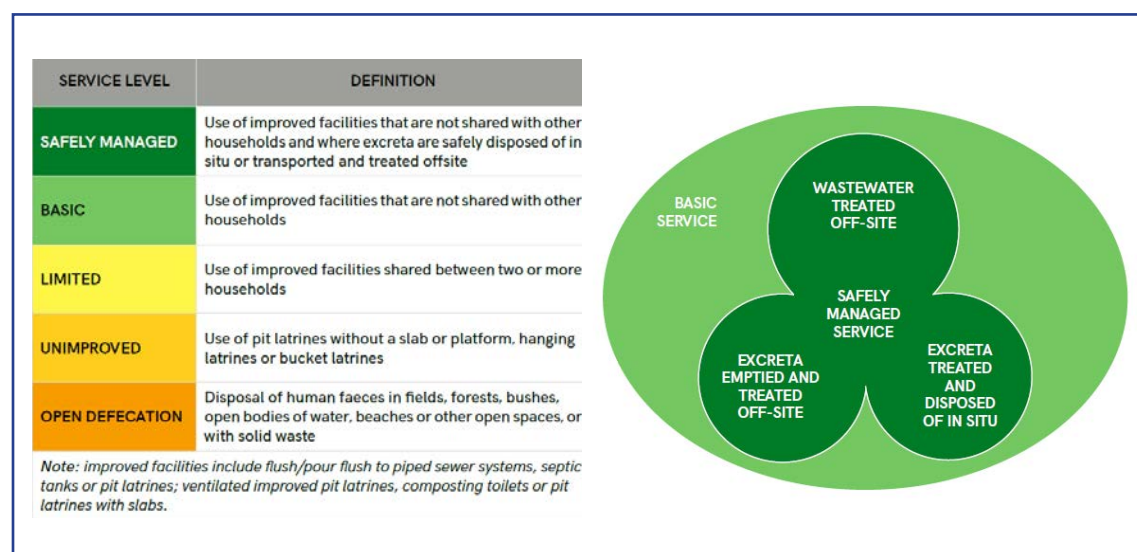 SERVICE LEVEL
DEFINITION
SAFELY MANAGED
Use of improved facilities that are not shared with other
households and where excreta are safely disposed of in
situ or transported and treated offsite
BASIC
Use of improved facilities that are not shared with other
households
LIMITED
Use of improved facilities shared between two or more
households
UNIMPROVED
Use of pit latrines without a slab or platform, hanging
latrines or bucket latrines
OPEN DEFECATION
Disposal of human faeces in fields, forests, bushes,
open bodies of water, beaches or other open spaces, or
with solid waste
Note: improved facilities include flush/pour flush to piped sewer systems, septic
tanks or pit latrines; ventilated improved pit latrines, composting toilets or pit
latrines with slabs.
BASIC
SERVICE
WASTEWATER
TREATED
OFF-SITE
SAFELY
MANAGED
SERVICE
EXCRETA
EMPTIED AND
TREATED
OFF-SITE
EXCRETA
TREATED
AND
DISPOSED
OF IN SITU